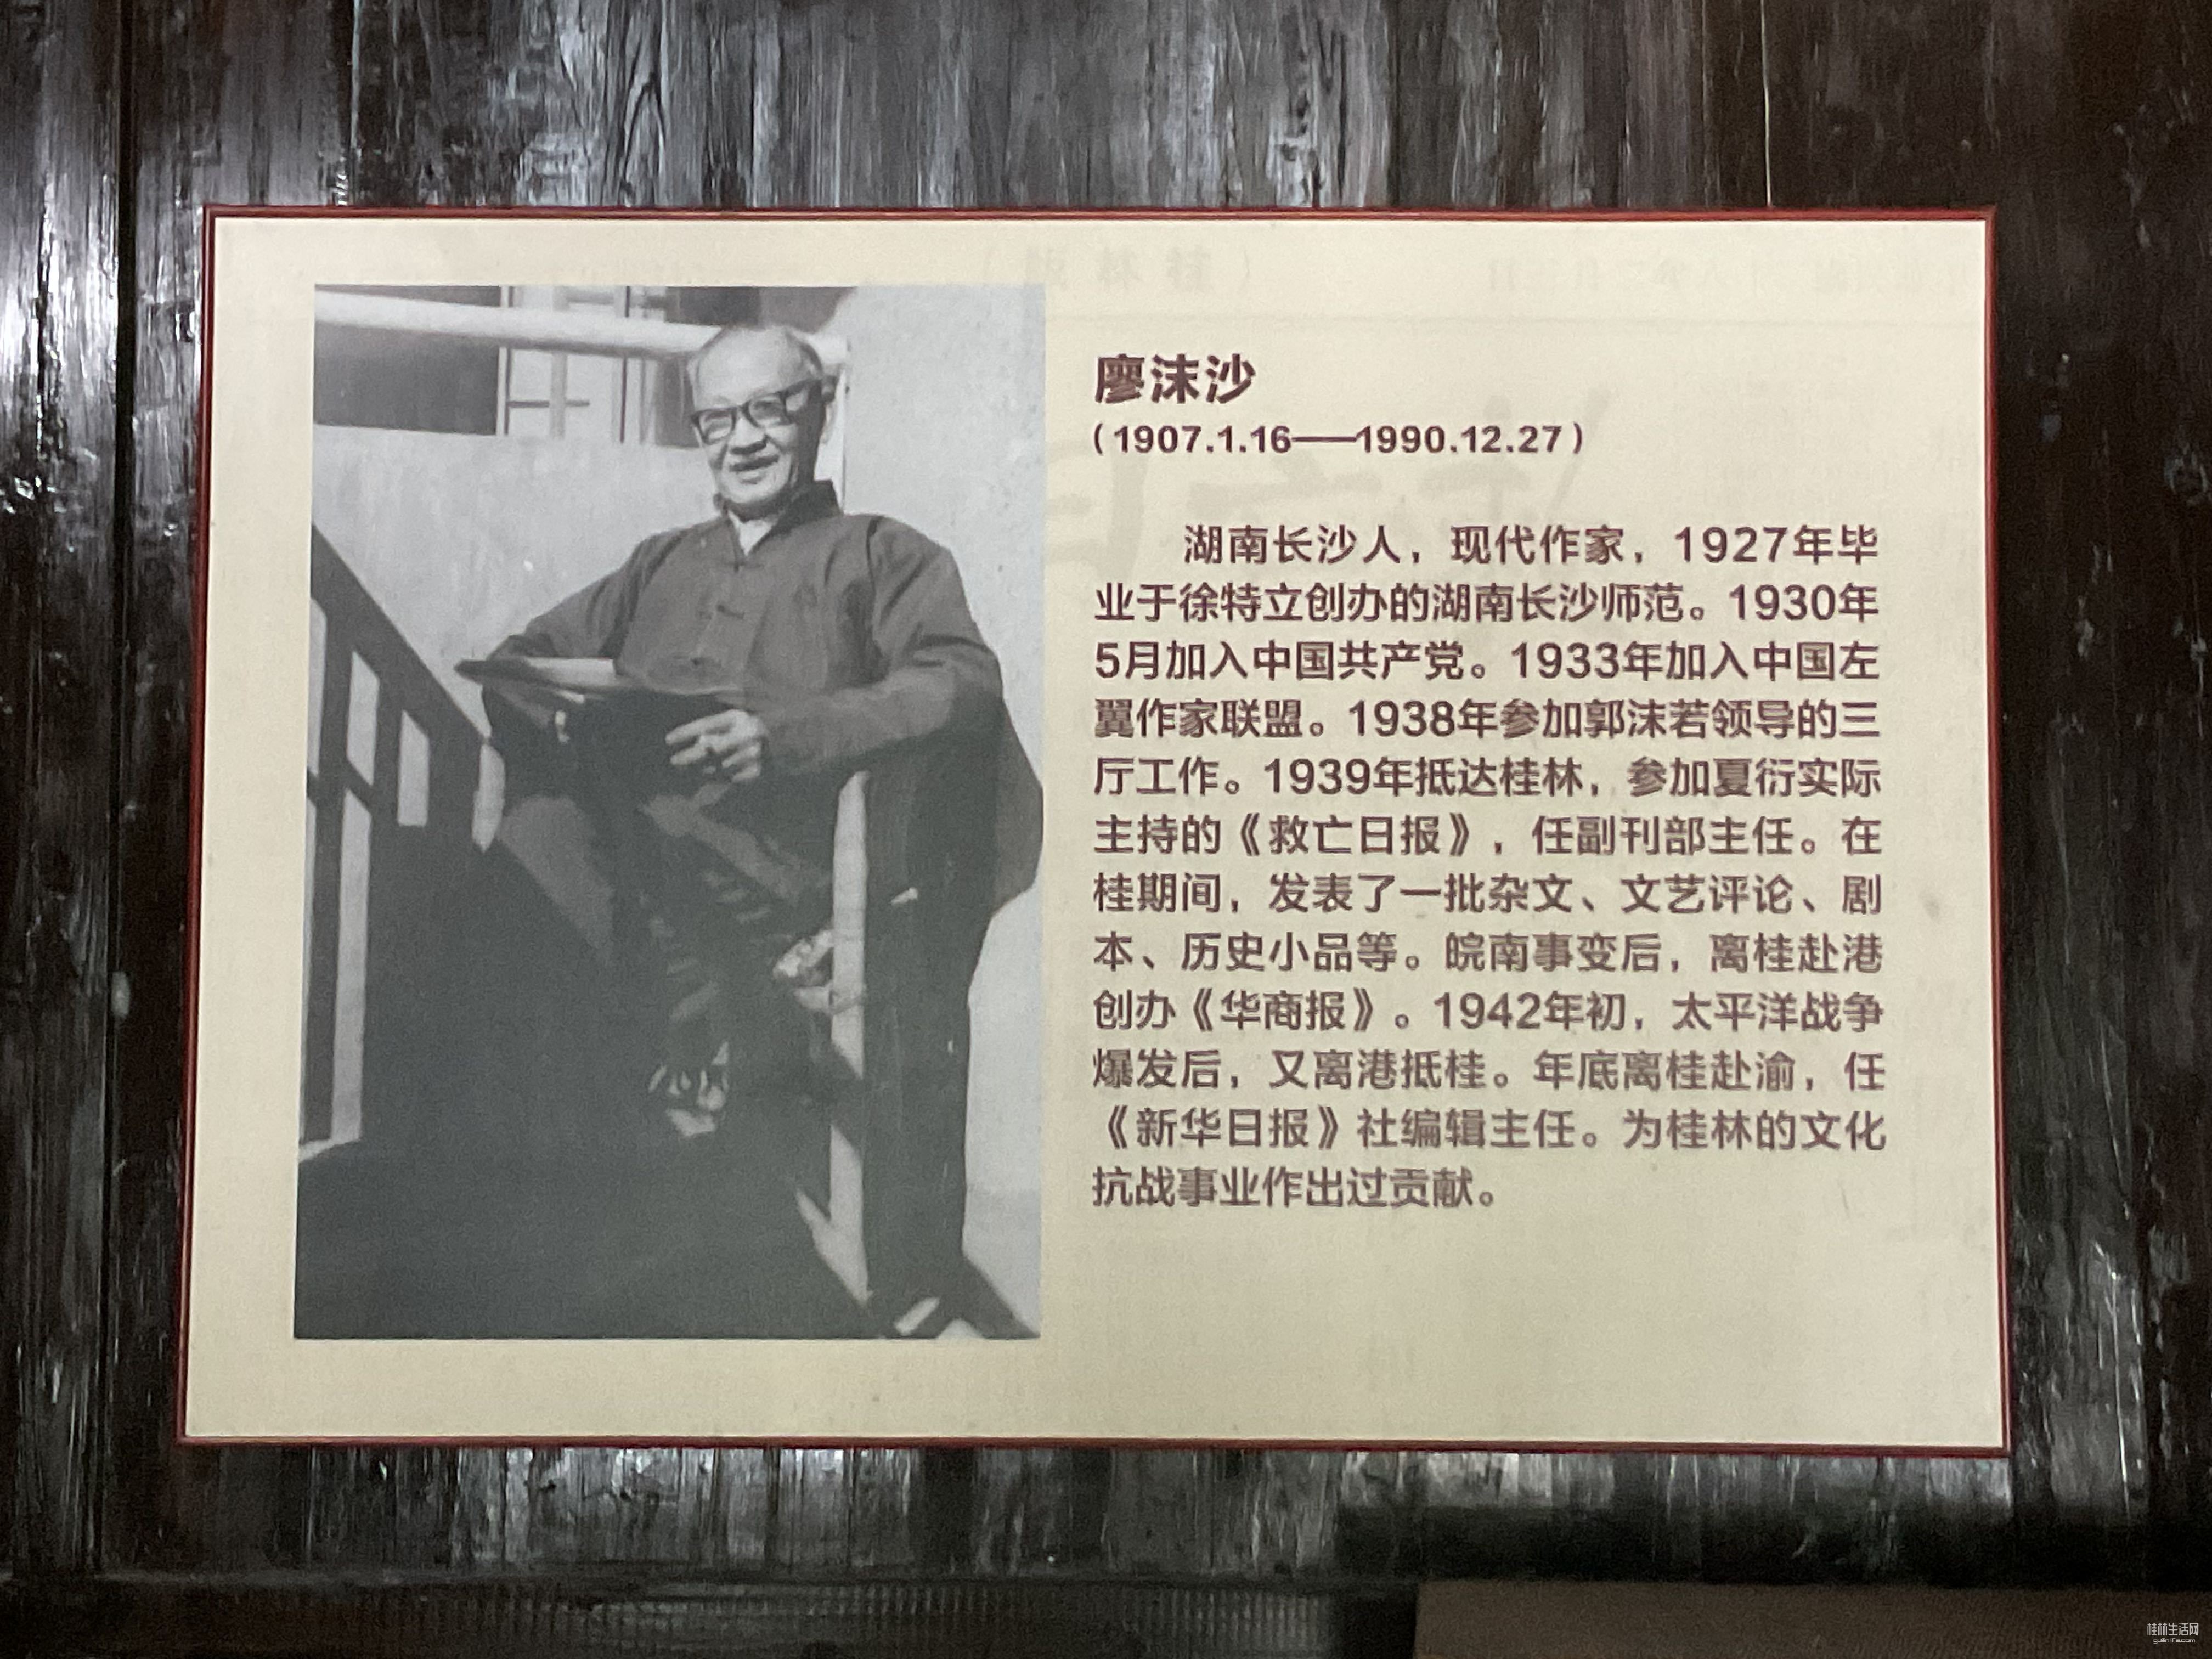 廖沫沙
（1907.1.16——1990.12.27）
湖南长沙人，现代作家，1927年毕
业于徐特立创办的湖南长沙师范。1930年
5月加入中国共产党。1933年加入中国左
翼作家联盟。1938年参加郭沫若领导的三
厅工作。1939年抵达桂林，参加夏衍实际
主持的《救亡日报》，任副刊部主任。在
桂期间，发表了一批杂文、文艺评论、剧
本、历史小品等。皖南事变后，离桂赴港
创办《华商报》。1942年初，太平洋战争
爆发后，又离港抵桂。年底离桂赴渝，任
《新华日报》社编辑主任。为桂林的文化
抗战事业作出过贡献。
桂林生活网
guilinlife.com